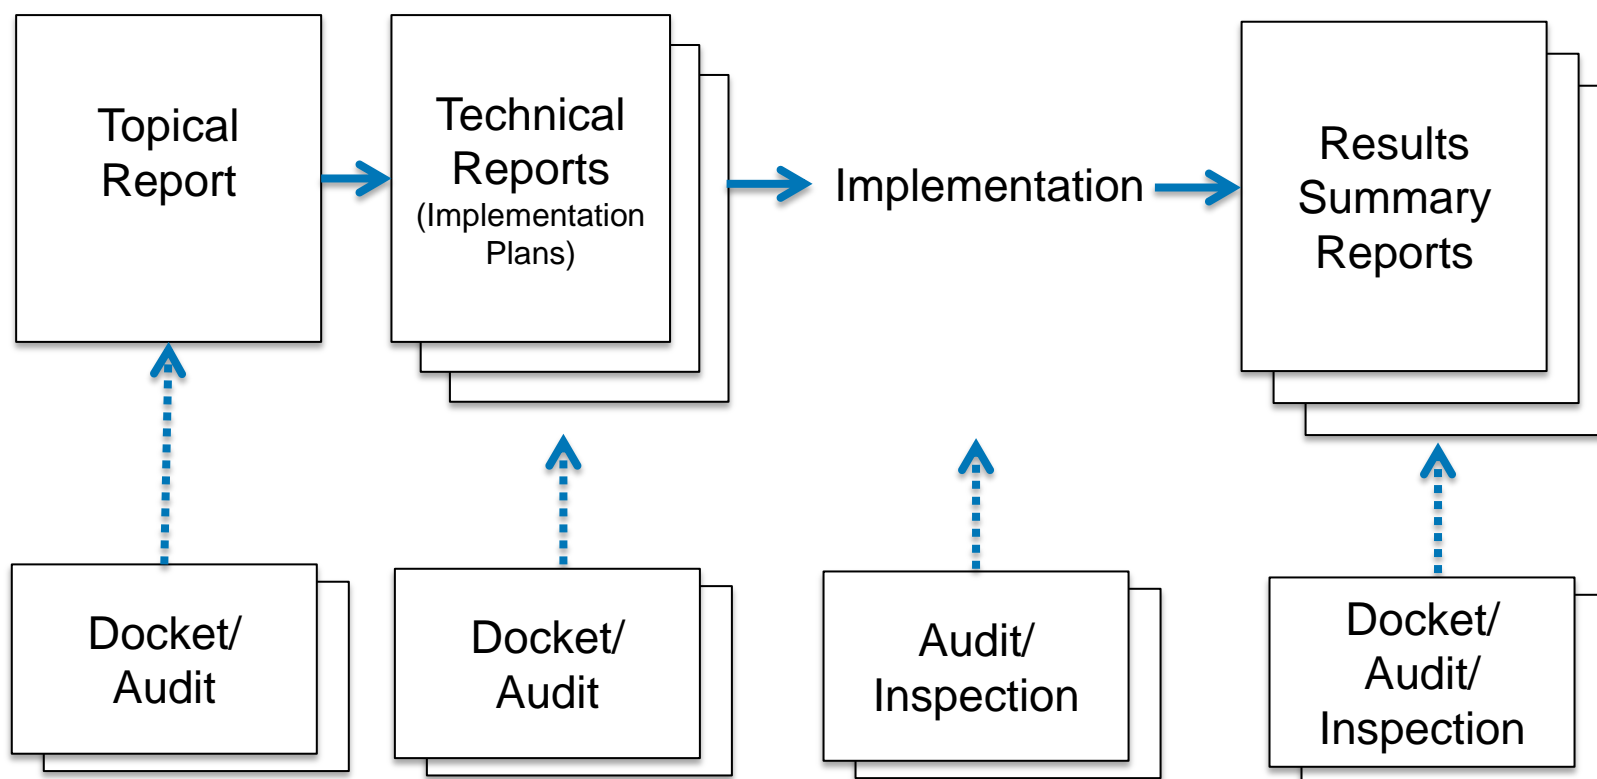 Topical
Report
Technical
Reports
(Implementation
Plans)
Implementation
Results
Summary
Reports
Docket/
Audit
Docket/
Audit
Audit/
Inspection
Docket/
Audit/
Inspection